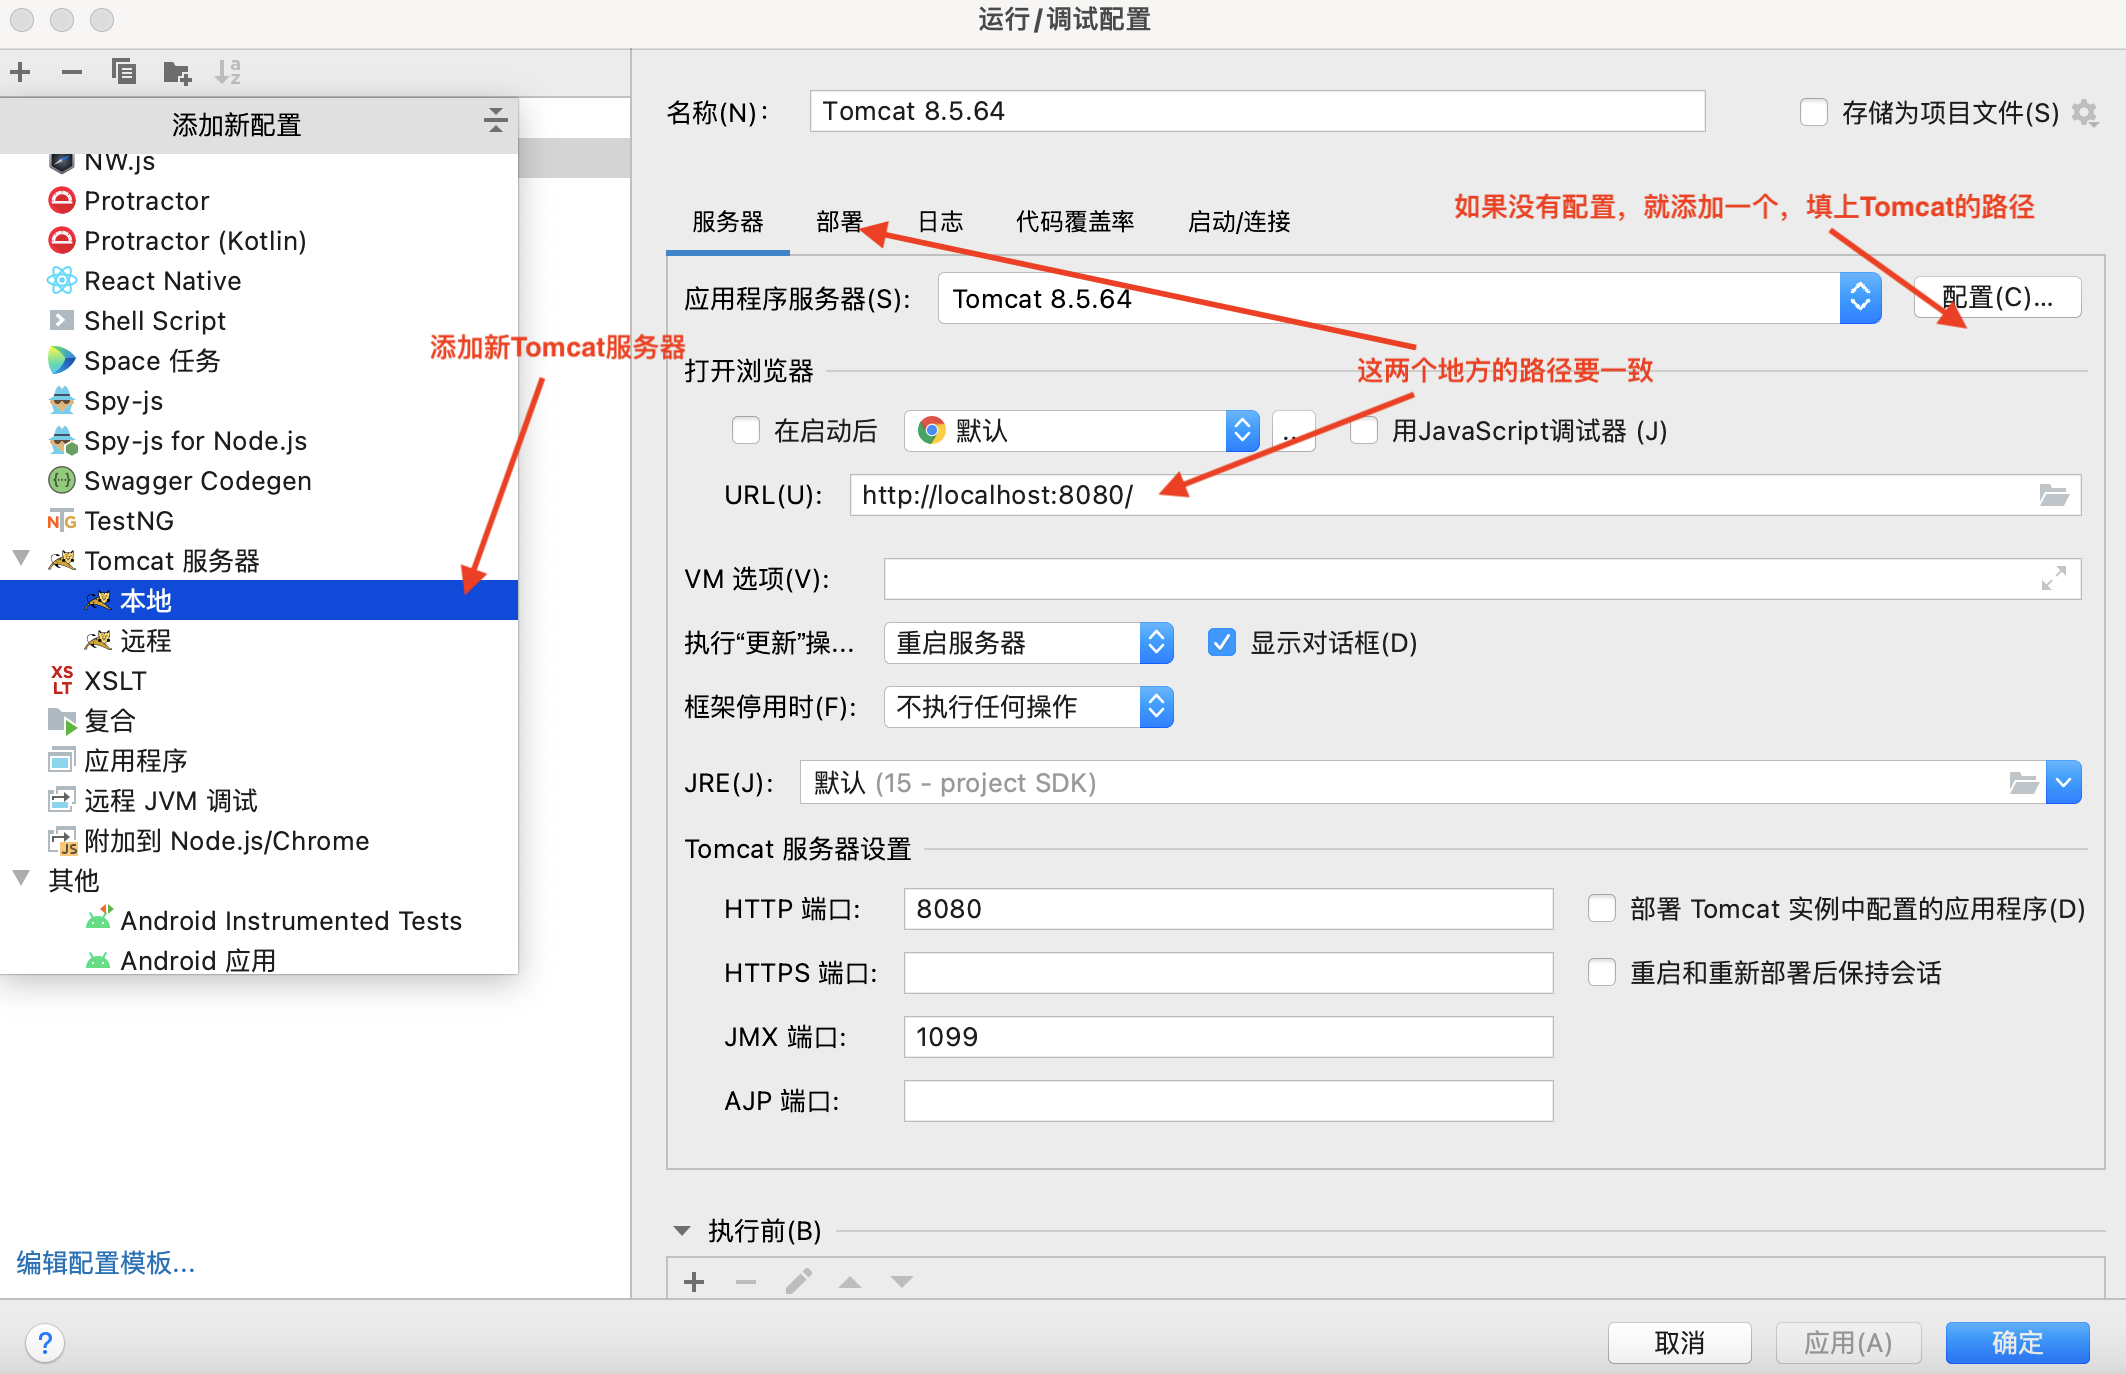 运行/调试配置
添加新配置
NW.js
Protractor
Protractor (Kotlin)
React Native
Shell Script
Space 任务
Spy-js
Spy-js for Node.js
Swagger Codegen
TestNG
Tomcat 服务器
本地
远程
XSLT
复合
应用程序
远程 JVM 调试
附加到 Node.js/Chrome
其他
Android Instrumented Tests
Android 应用
编辑配置模板...
添加新Tomcat服务器
名称(N): Tomcat 8.5.64 存储为项目文件(S)
如果没有配置，就添加一个，填上Tomcat的路径
服务器 部署 日志 代码覆盖率 启动/连接
应用程序服务器(S): Tomcat 8.5.64 配置(C)...
打开浏览器
这两个地方的路径要一致
在启动后 默认 ... 用JavaScript调试器 (J)
URL(U): http://localhost:8080/
VM 选项(V):
执行“更新”操... 重启服务器 显示对话框(D)
框架停用时(F): 不执行任何操作
JRE(J): 默认 (15 - project SDK)
Tomcat 服务器设置
HTTP 端口: 8080 部署 Tomcat 实例中配置的应用程序(D)
HTTPS 端口: 重启和重新部署后保持会话
JMX 端口: 1099
AJP 端口:
执行前(B)
? 取消 应用(A) 确定